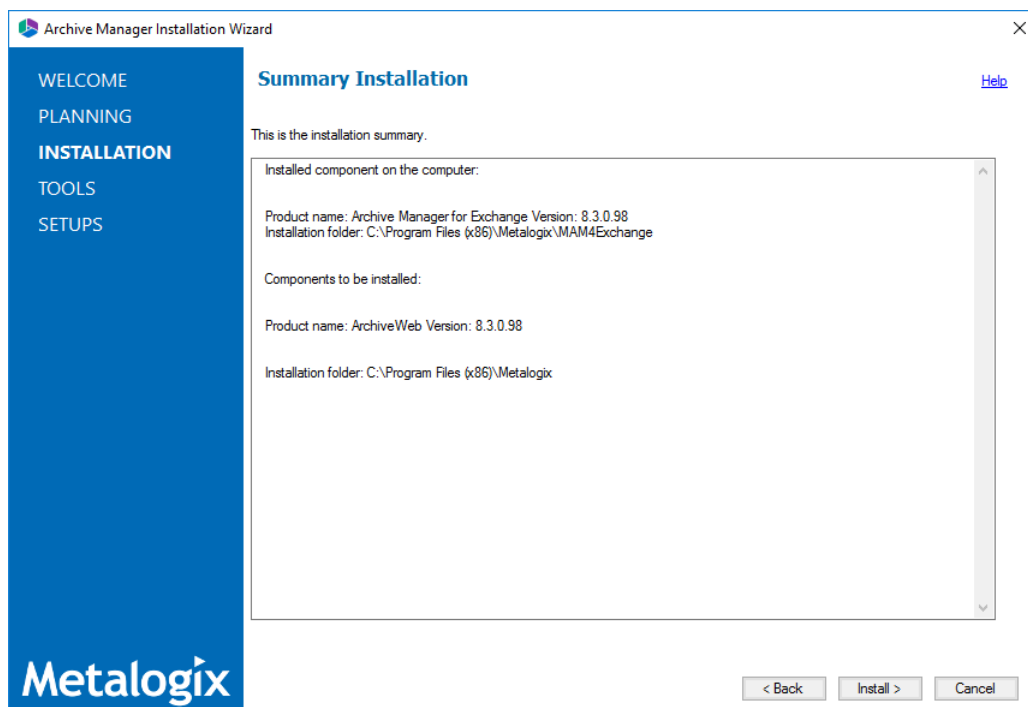 Archive Manager Installation Wizard
WELCOME
PLANNING
INSTALLATION
TOOLS
SETUPS
Summary Installation
Help
This is the installation summary.
Installed component on the computer:
Product name: Archive Manager for Exchange Version: 8.3.0.98
Installation folder: C:\Program Files (x86)\Metalogix\MAM4Exchange
Components to be installed:
Product name: ArchiveWeb Version: 8.3.0.98
Installation folder: C:\Program Files (x86)\Metalogix
Metalogix
< Back
Install >
Cancel